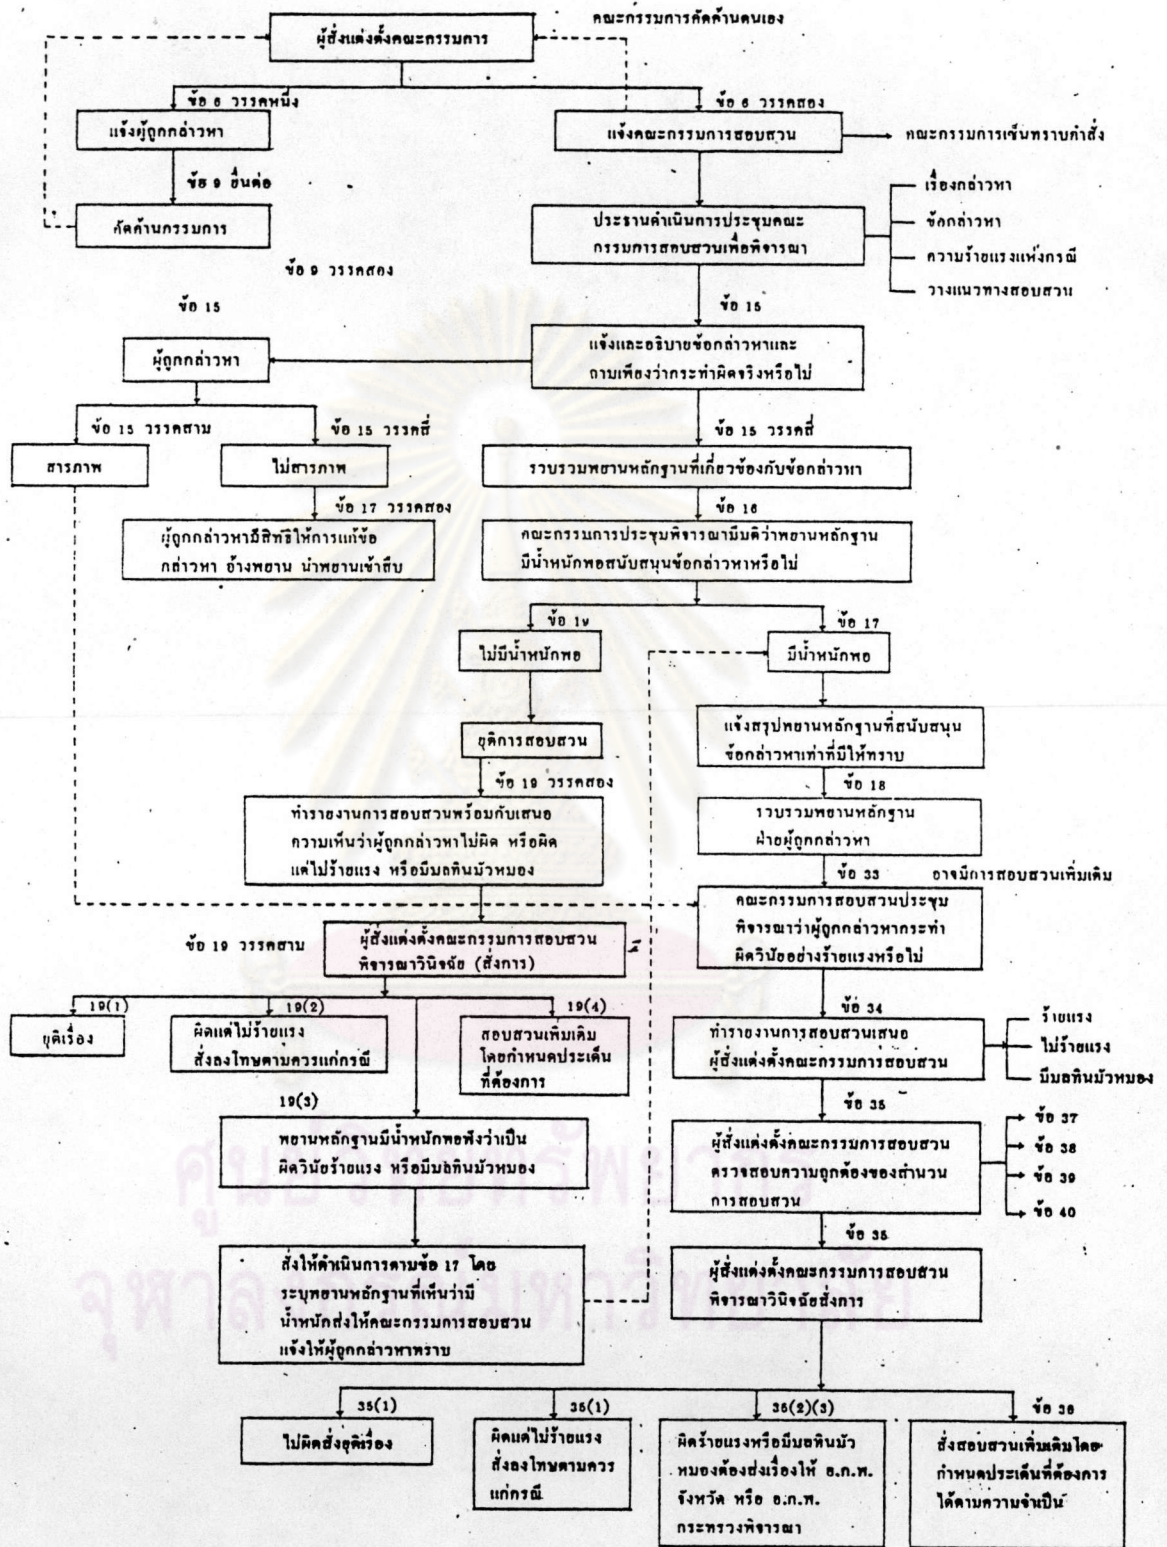 คณะกรรมการคัดค้านตนเอง
ผู้สั่งแต่งตั้งคณะกรรมการ
ข้อ 6 วรรคหนึ่ง
ข้อ 6 วรรคสอง
แจ้งผู้ถูกกล่าวหา
แจ้งคณะกรรมการสอบสวน
คณะกรรมการเซ็นทราบคำสั่ง
ข้อ 9 ยื่นต่อ
คัดค้านกรรมการ
ประธานดำเนินการประชุมคณะ
กรรมการสอบสวนเพื่อพิจารณา
เรื่องกล่าวหา
ข้อกล่าวหา
ความร้ายแรงแห่งกรณี
วางแนวทางสอบสวน
ข้อ 9 วรรคสอง
ข้อ 15
ข้อ 15
ผู้ถูกกล่าวหา
แจ้งและอธิบายข้อกล่าวหาและ
ถามเพียงว่ากระทำผิดจริงหรือไม่
ข้อ 15 วรรคสาม
ข้อ 15 วรรคสี่
ข้อ 15 วรรคสี่
สารภาพ
ไม่สารภาพ
รวบรวมพยานหลักฐานที่เกี่ยวข้องกับข้อกล่าวหา
ข้อ 17 วรรคสอง
ข้อ 16
ผู้ถูกกล่าวหามีสิทธิให้การแก้ข้อ
กล่าวหา อ้างพยาน นำพยานเข้าสืบ
คณะกรรมการประชุมพิจารณามีมติว่าพยานหลักฐาน
มีน้ำหนักพอสนับสนุนข้อกล่าวหาหรือไม่
ข้อ 19
ข้อ 17
ไม่มีน้ำหนักพอ
มีน้ำหนักพอ
ยุติการสอบสวน
แจ้งสรุปพยานหลักฐานที่สนับสนุน
ข้อกล่าวหาเท่าที่มีให้ทราบ
ข้อ 19 วรรคสอง
ข้อ 18
ทำรายงานการสอบสวนพร้อมกับเสนอ
ความเห็นว่าผู้ถูกกล่าวหาไม่ผิด หรือผิด
แต่ไม่ร้ายแรง หรือมีมลทินมัวหมอง
รวบรวมพยานหลักฐาน
ฝ่ายผู้ถูกกล่าวหา
ข้อ 33
อาจมีการสอบสวนเพิ่มเติม
คณะกรรมการสอบสวนประชุม
พิจารณาว่าผู้ถูกกล่าวหากระทำ
ผิดวินัยอย่างร้ายแรงหรือไม่
ข้อ 19 วรรคสาม
ผู้สั่งแต่งตั้งคณะกรรมการสอบสวน
พิจารณาวินิจฉัย (สั่งการ)
19(1)
19(2)
19(4)
ข้อ 34
ยุติเรื่อง
ผิดแต่ไม่ร้ายแรง
สั่งลงโทษตามควรแก่กรณี
สอบสวนเพิ่มเติม
โดยกำหนดประเด็น
ที่ต้องการ
ทำรายงานการสอบสวนเสนอ
ผู้สั่งแต่งตั้งคณะกรรมการสอบสวน
ร้ายแรง
ไม่ร้ายแรง
มีมลทินมัวหมอง
19(3)
ข้อ 35
พยานหลักฐานมีน้ำหนักพอฟังว่าเป็น
ผิดวินัยร้ายแรง หรือมีมลทินมัวหมอง
ผู้สั่งแต่งตั้งคณะกรรมการสอบสวน
ตรวจสอบความถูกต้องของสำนวน
การสอบสวน
ข้อ 37
ข้อ 38
ข้อ 39
ข้อ 40
ข้อ 35
สั่งให้ดำเนินการตามข้อ 17 โดย
ระบุพยานหลักฐานที่เห็นว่ามี
น้ำหนักส่งให้คณะกรรมการสอบสวน
แจ้งให้ผู้ถูกกล่าวหาทราบ
ผู้สั่งแต่งตั้งคณะกรรมการสอบสวน
พิจารณาวินิจฉัยสั่งการ
35(1)
35(1)
35(2)(3)
ข้อ 36
ไม่ผิดสั่งยุติเรื่อง
ผิดแต่ไม่ร้ายแรง
สั่งลงโทษตามควร
แก่กรณี
ผิดร้ายแรงหรือมีมลทินมัว
หมองต้องส่งเรื่องให้ อ.ก.พ.
จังหวัด หรือ อ.ก.พ.
กระทรวงพิจารณา
สั่งสอบสวนเพิ่มเติมโดย
กำหนดประเด็นที่ต้องการ
ได้ตามความจำเป็น
ศูนย์วิทยทรัพยากร
จุฬาลงกรณ์มหาวิทยาลัย